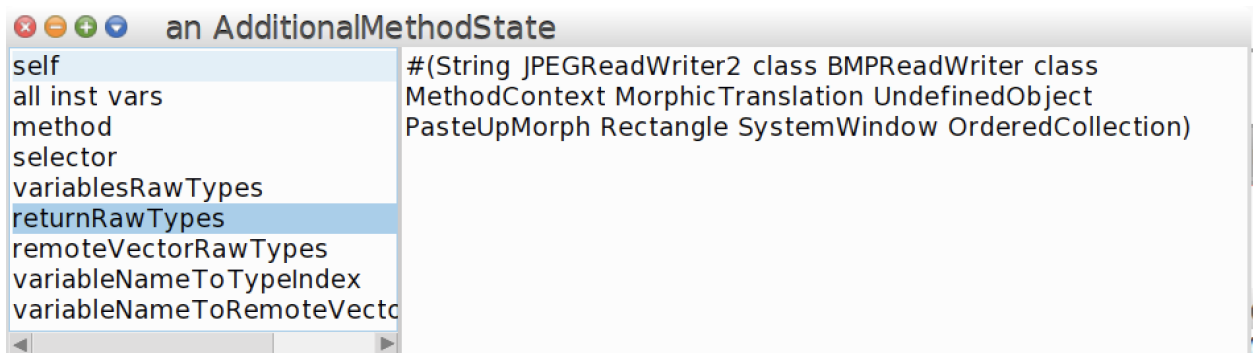 an AdditionalMethodState
self
all inst vars
method
selector
variablesRawTypes
returnRawTypes
remoteVectorRawTypes
variableNameToTypeIndex
variableNameToRemoteVecto
#(String JPEGReadWriter2 class BMPReadWriter class
MethodContext MorphicTranslation UndefinedObject
PasteUpMorph Rectangle SystemWindow OrderedCollection)